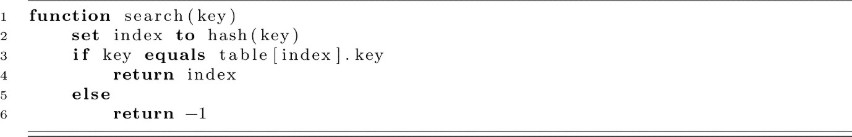 1 function search(key)
2 set index to hash(key)
3 if key equals table[index].key
4 return index
5 else
6 return −1